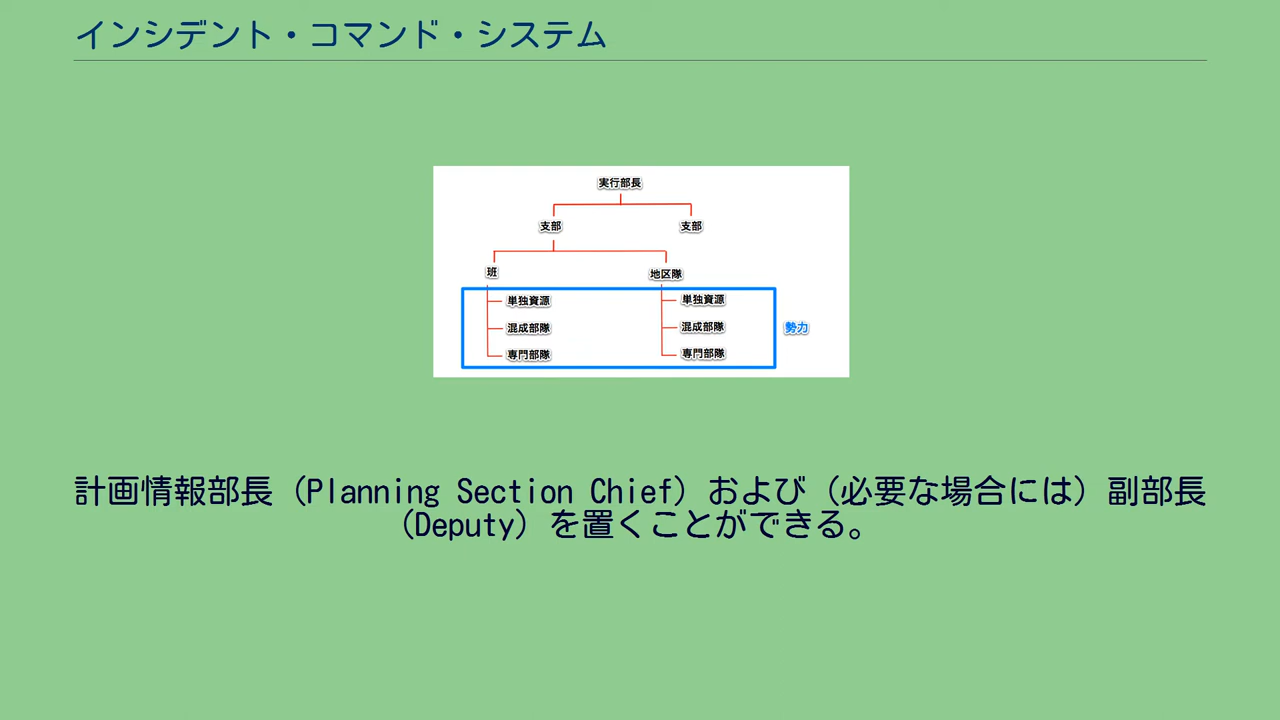 インシデント・コマンド・システム
実行部長
支部 支部
班 地区隊
単独資源 単独資源
混成部隊 混成部隊 勢力
専門部隊 専門部隊
計画情報部長（Planning Section Chief）および（必要な場合には）副部長
（Deputy）を置くことができる。